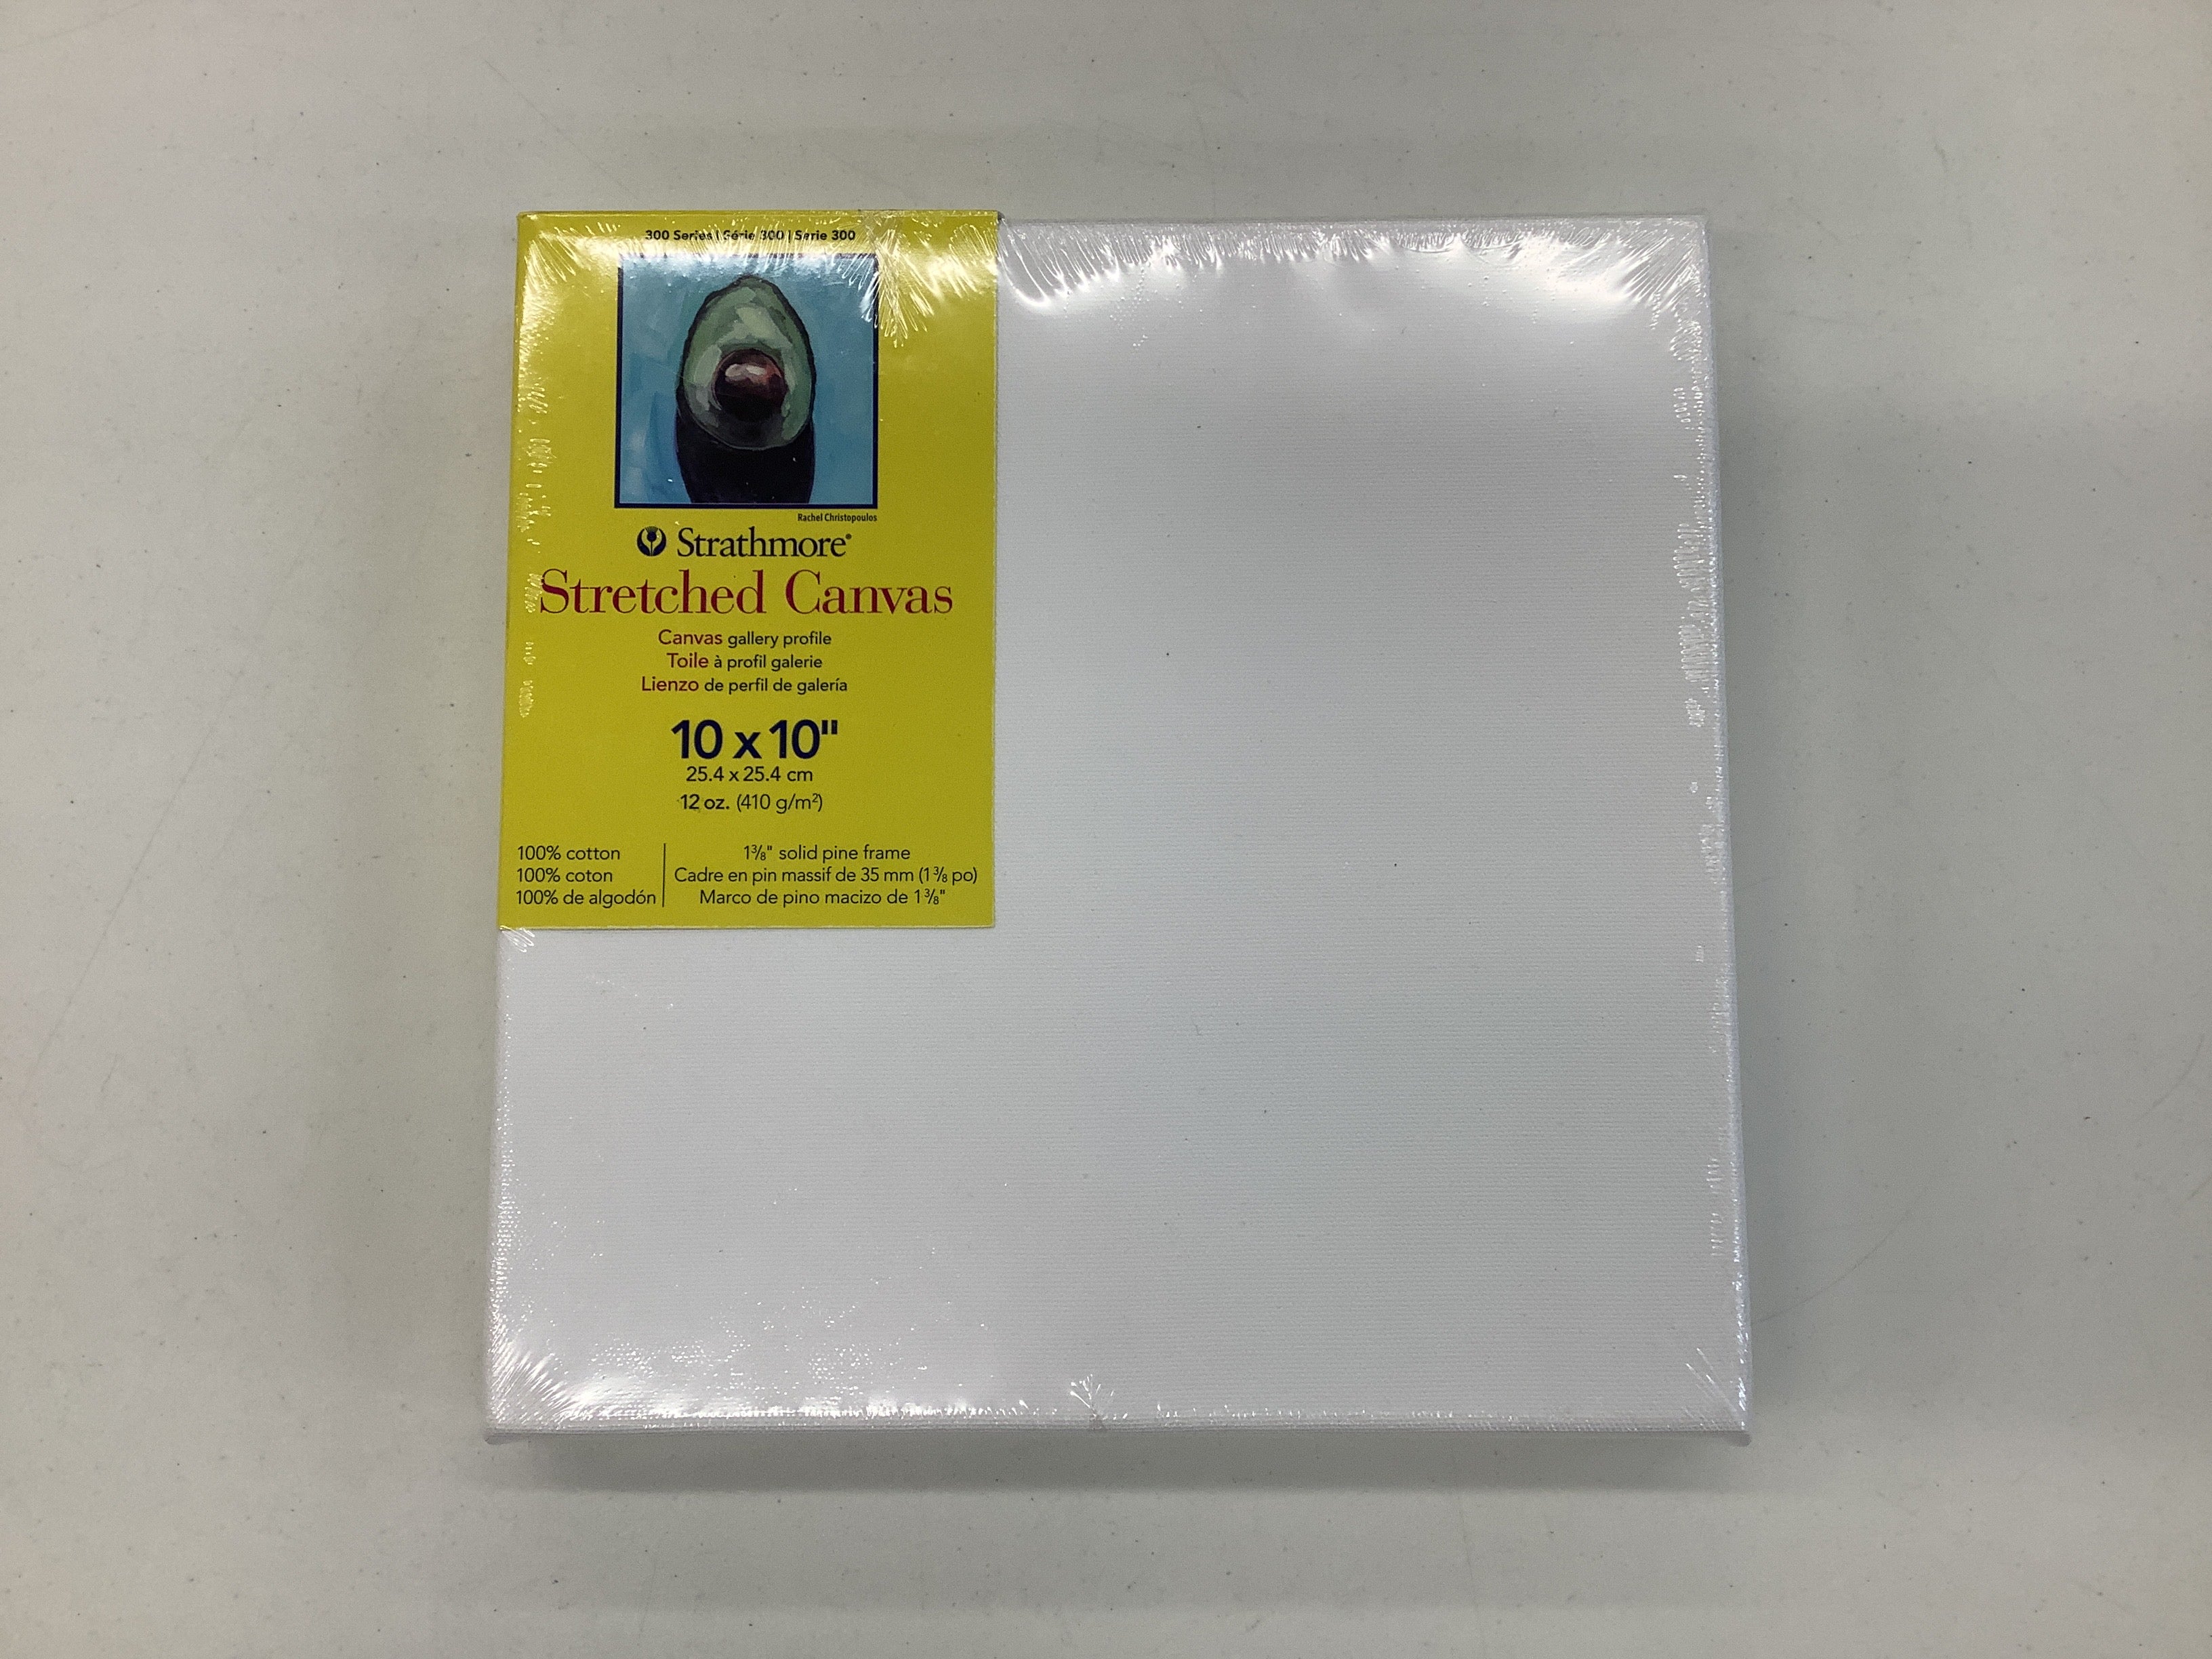 300 Series | Série 300 | Serie 300
Rachel Christopoulos
Strathmore®
Stretched Canvas
Canvas gallery profile
Toile à profil galerie
Lienzo de perfil de galería
10 x 10"
25.4 x 25.4 cm
12 oz. (410 g/m²)
100% cotton
100% coton
100% de algodón
1⅜" solid pine frame
Cadre en pin massif de 35 mm (1⅜ po)
Marco de pino macizo de 1⅜"